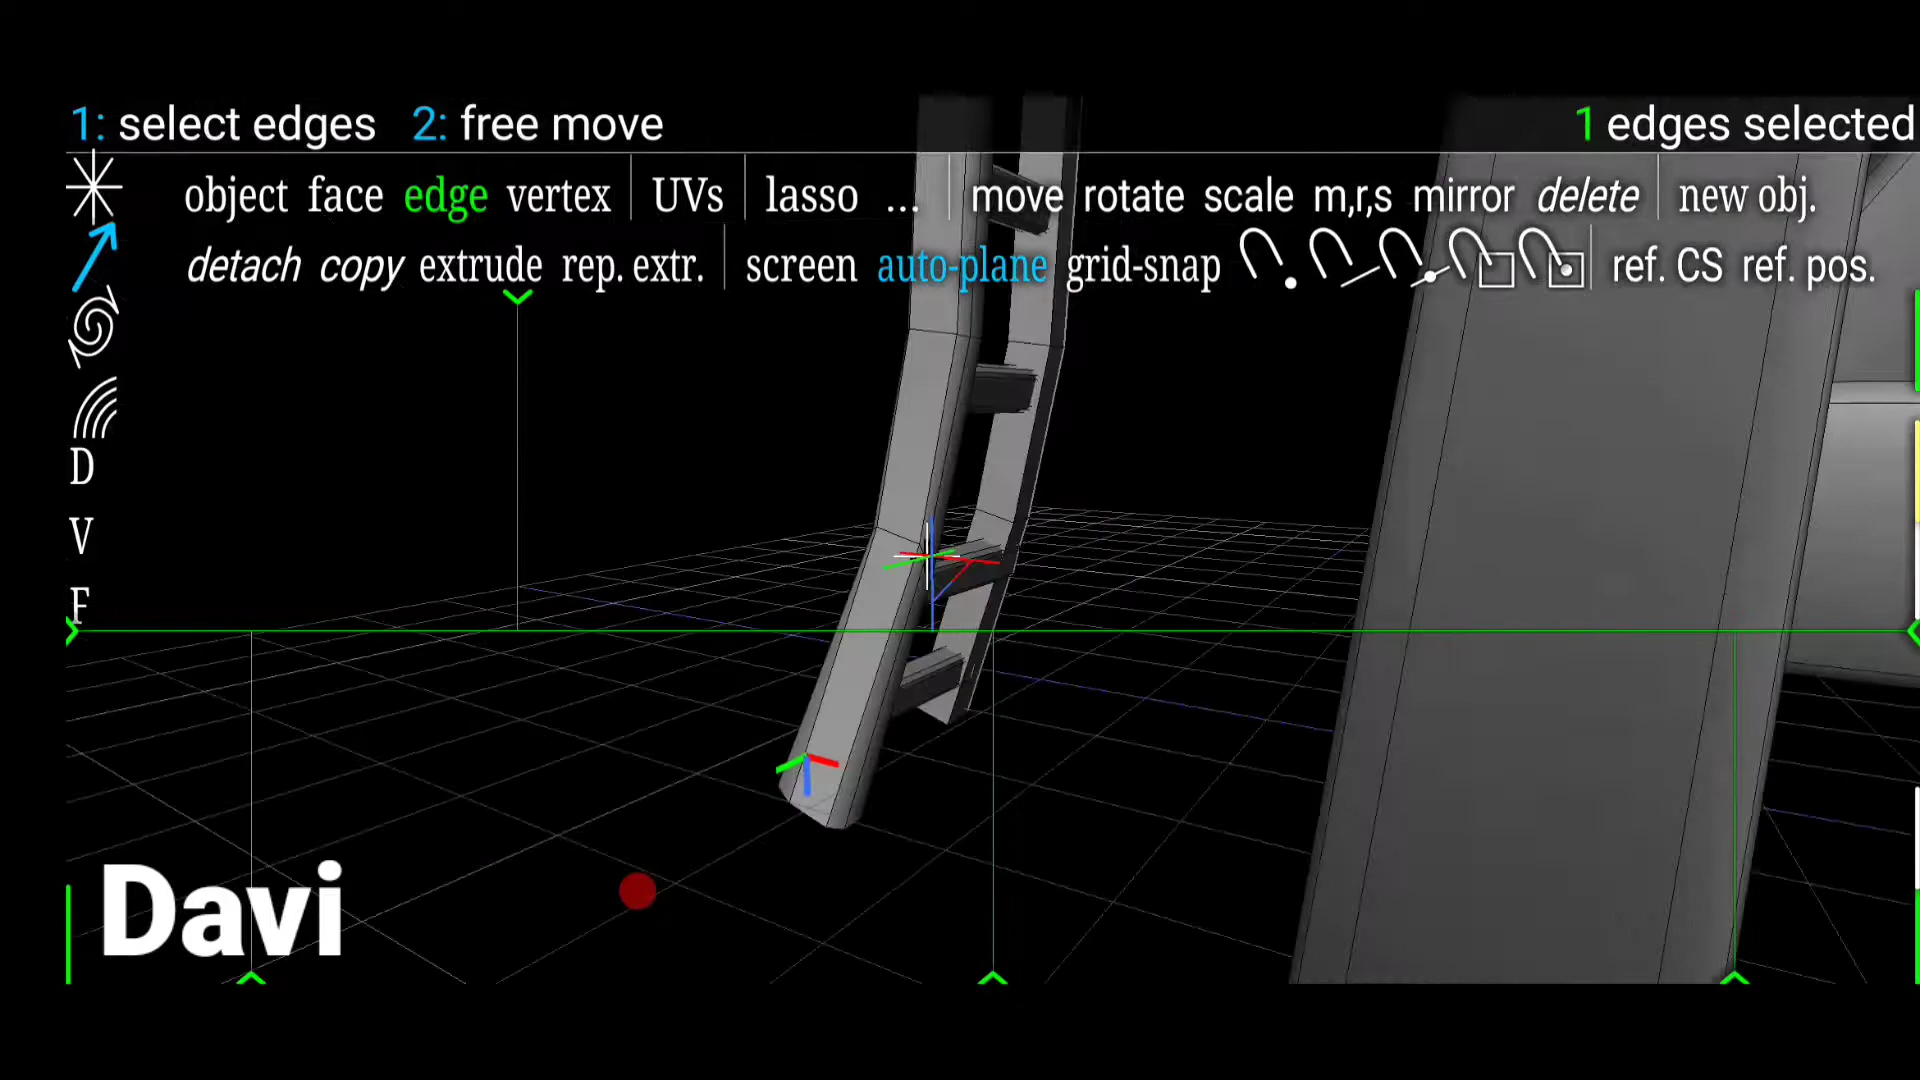 1: select edges 2: free move 1 edges selected
object face edge vertex UVs lasso ... move rotate scale m,r,s mirror delete new obj.
detach copy extrude rep. extr. screen auto-plane grid-snap ref. CS ref. pos.
D
V
F
Davi